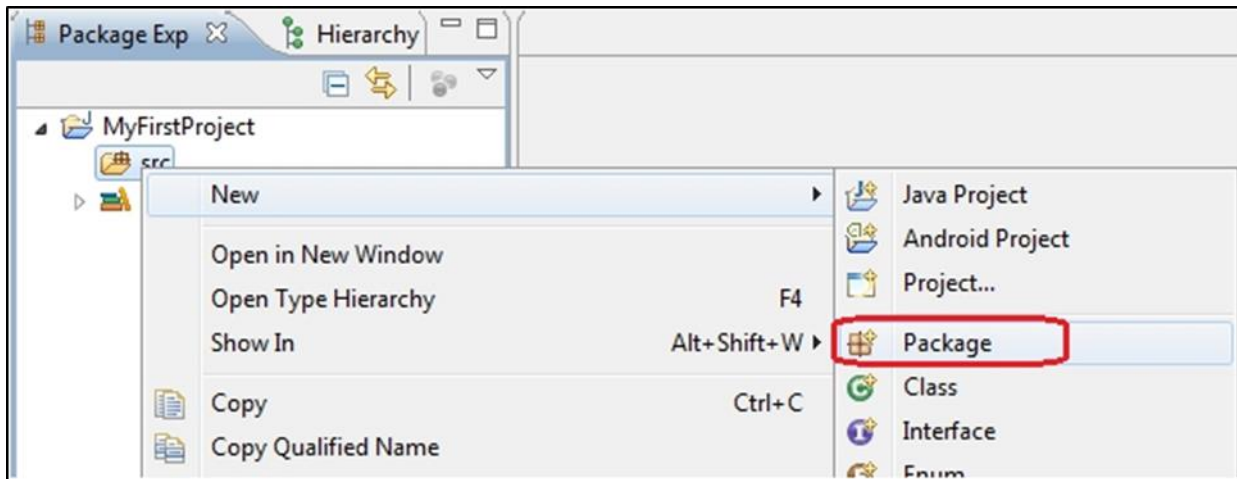 Package Exp Hierarchy
MyFirstProject
src
New
Java Project
Android Project
Project...
Package
Class
Interface
Enum
Open in New Window
Open Type Hierarchy F4
Show In Alt+Shift+W
Copy Ctrl+C
Copy Qualified Name